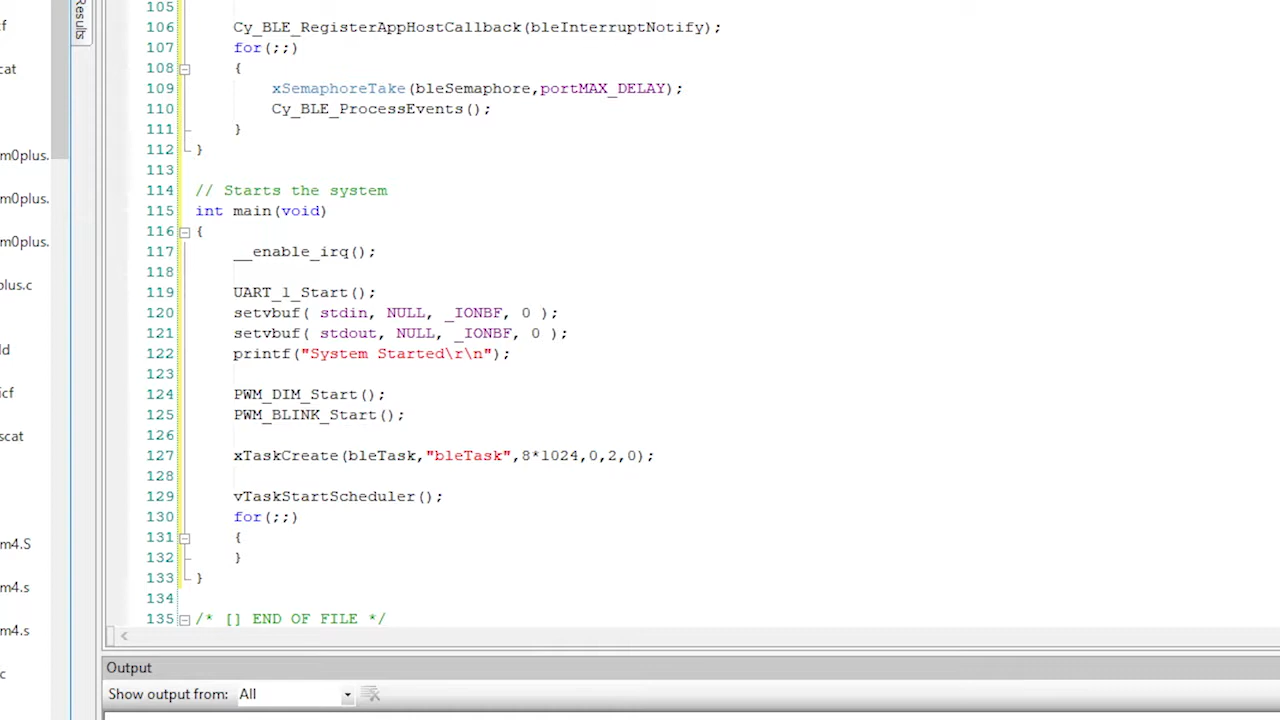 Results
cf
cat
m0plus.
m0plus.
m0plus.
plus.c
ld
icf
scat
m4.S
m4.s
m4.s
c
105
106 Cy_BLE_RegisterAppHostCallback(bleInterruptNotify);
107 for(;;)
108 {
109 xSemaphoreTake(bleSemaphore,portMAX_DELAY);
110 Cy_BLE_ProcessEvents();
111 }
112 }
113
114 // Starts the system
115 int main(void)
116 {
117 __enable_irq();
118
119 UART_1_Start();
120 setvbuf( stdin, NULL, _IONBF, 0 );
121 setvbuf( stdout, NULL, _IONBF, 0 );
122 printf("System Started\r\n");
123
124 PWM_DIM_Start();
125 PWM_BLINK_Start();
126
127 xTaskCreate(bleTask,"bleTask",8*1024,0,2,0);
128
129 vTaskStartScheduler();
130 for(;;)
131 {
132 }
133 }
134
135 /* [] END OF FILE */
Output
Show output from: All